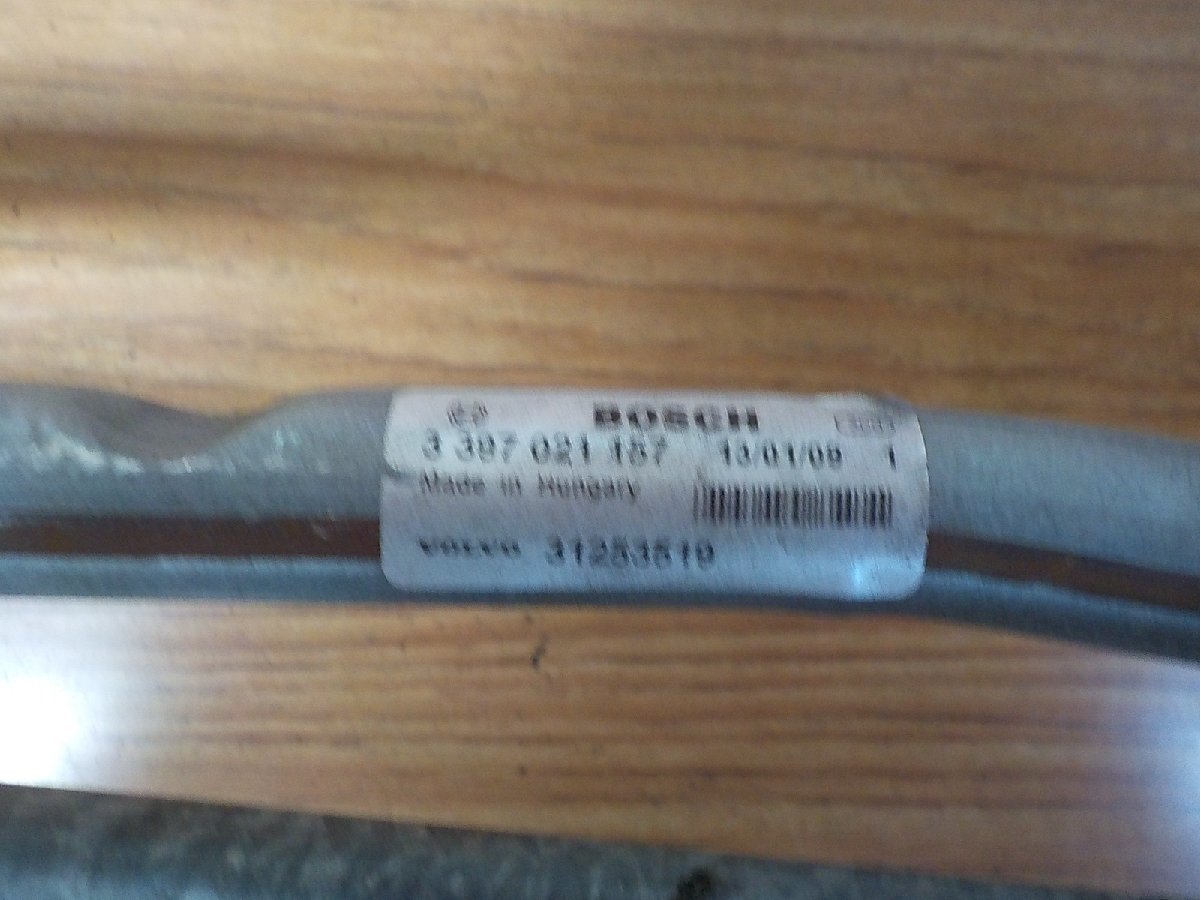 BOSCH
3 397 021 157 13/01/09 1
Made in Hungary
Volvo 31253519